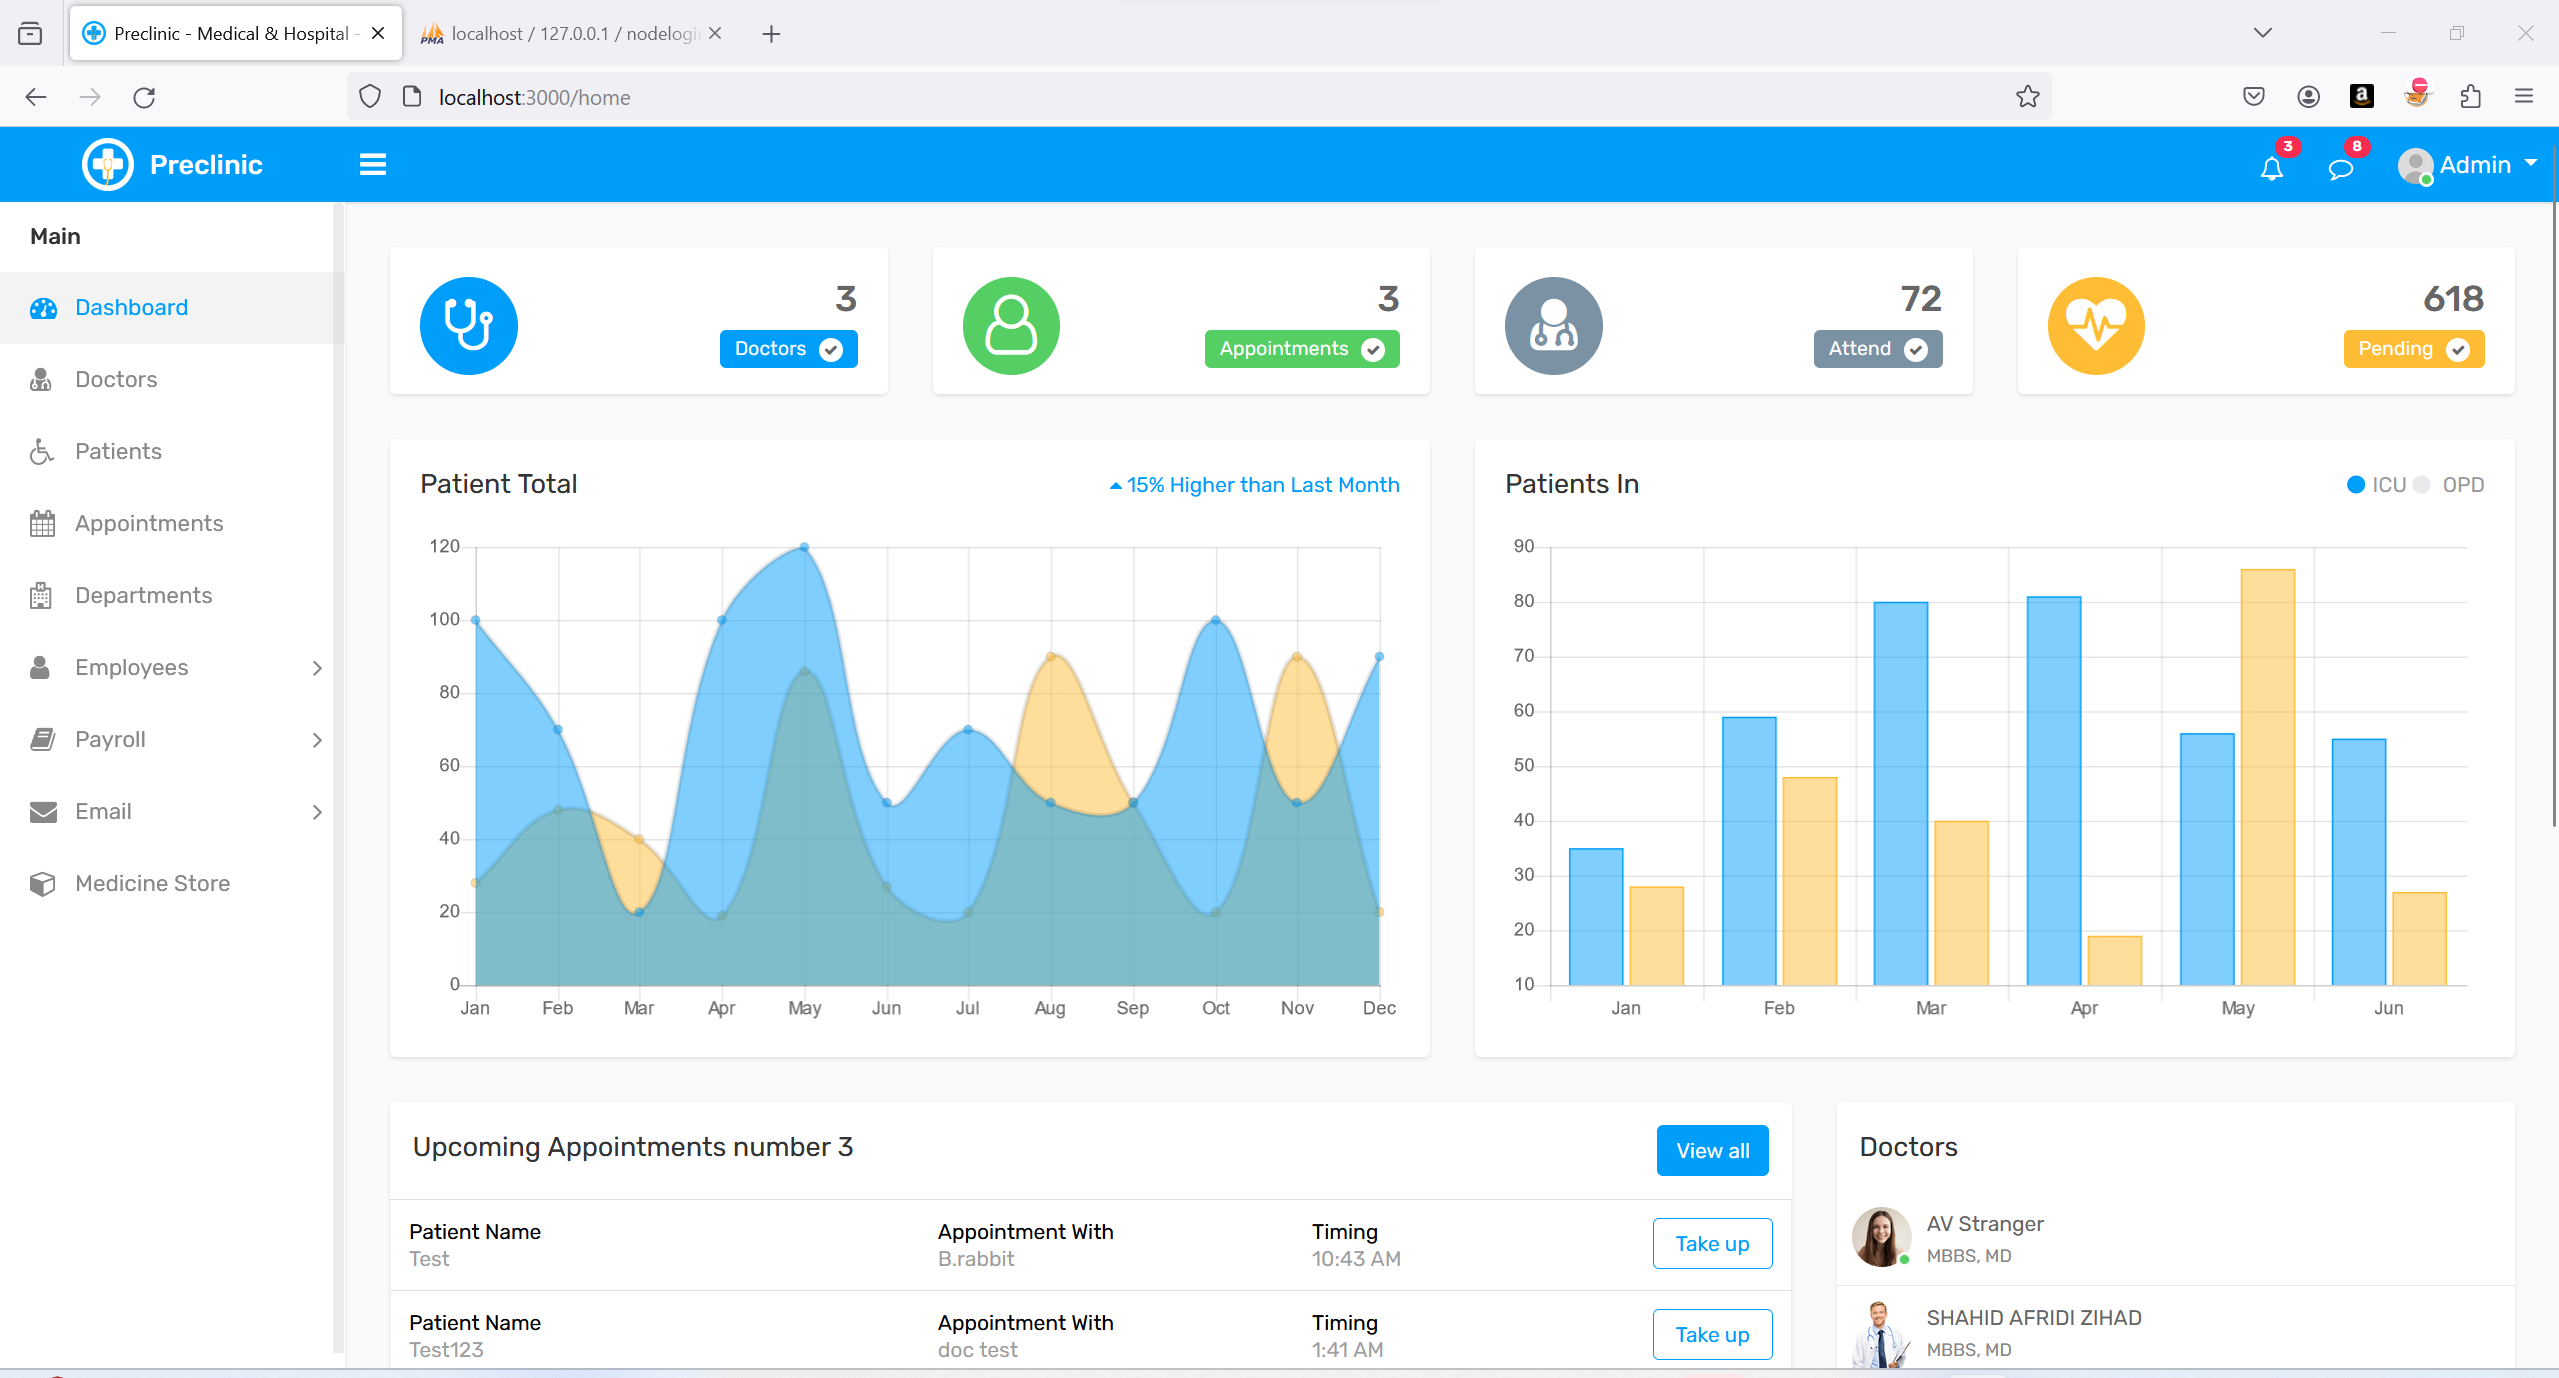 Preclinic - Medical & Hospital -
localhost / 127.0.0.1 / nodelogi
localhost:3000/home
Preclinic
3
8
Admin
Main
Dashboard
Doctors
Patients
Appointments
Departments
Employees
Payroll
Email
Medicine Store
3
Doctors
3
Appointments
72
Attend
618
Pending
Patient Total
15% Higher than Last Month
120
100
80
60
40
20
0
Jan Feb Mar Apr May Jun Jul Aug Sep Oct Nov Dec
Patients In
ICU OPD
90
80
70
60
50
40
30
20
10
Jan Feb Mar Apr May Jun
Upcoming Appointments number 3
View all
Patient Name Appointment With Timing
Test B.rabbit 10:43 AM
Take up
Patient Name Appointment With Timing
Test123 doc test 1:41 AM
Take up
Doctors
AV Stranger
MBBS, MD
SHAHID AFRIDI ZIHAD
MBBS, MD